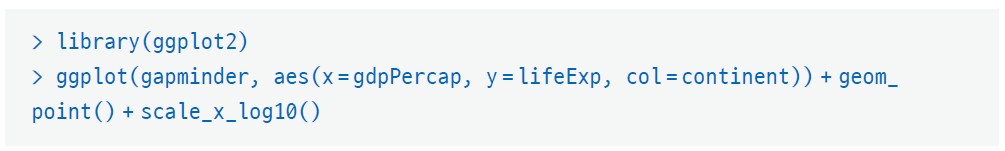 > library(ggplot2)
> ggplot(gapminder, aes(x=gdpPercap, y=lifeExp, col=continent))+geom_
point()+scale_x_log10()